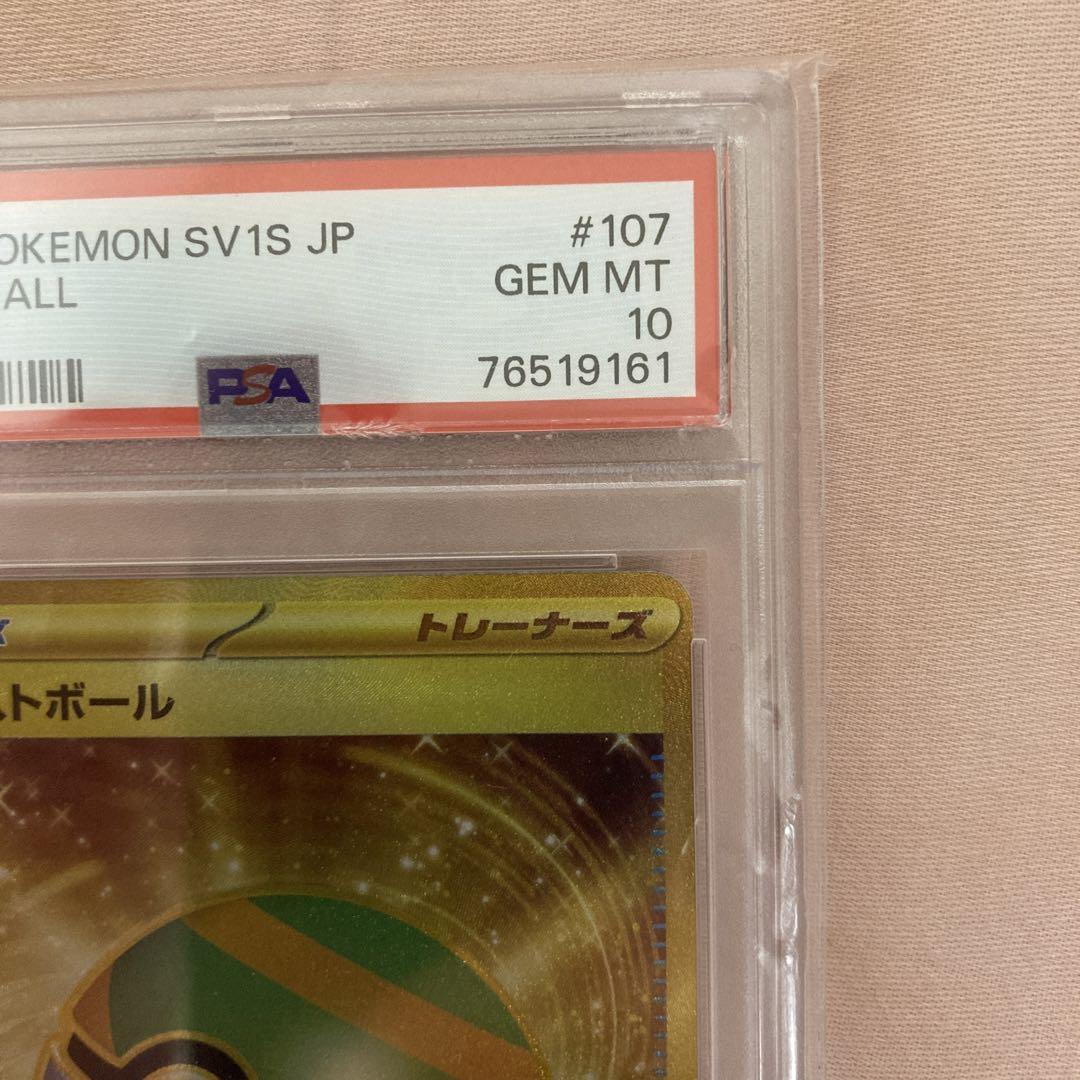 OKEMON SV1S JP #107
ALL GEM MT
10
PSA 76519161
トレーナーズ
ストボール